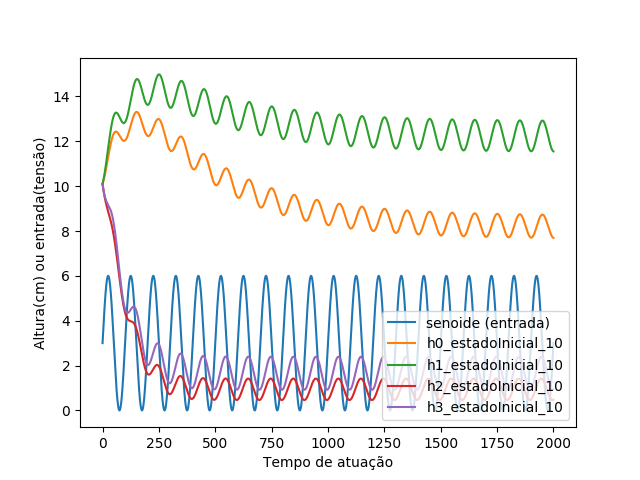 Altura(cm) ou entrada(tensão)
14
12
10
8
6
4
2
0
senoide (entrada)
h0_estadoInicial_10
h1_estadoInicial_10
h2_estadoInicial_10
h3_estadoInicial_10
0 250 500 750 1000 1250 1500 1750 2000
Tempo de atuação